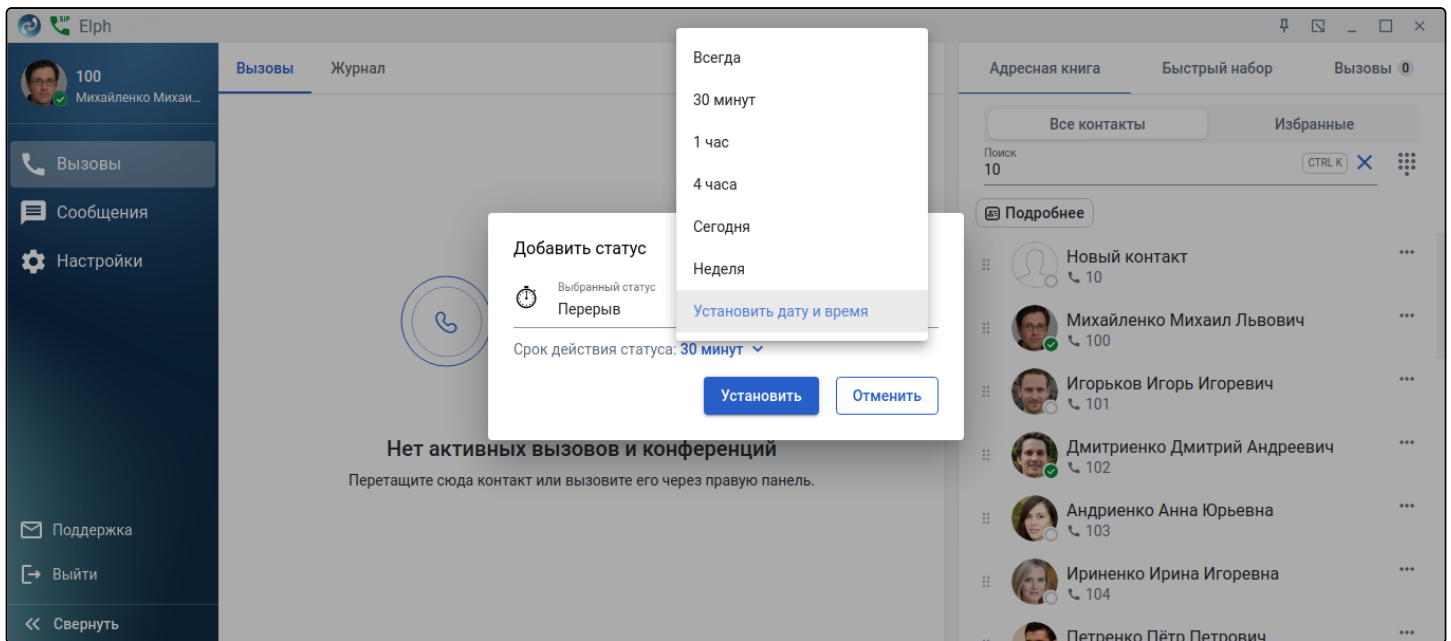 SIP Elph
100
Михайленко Михаи...
Вызовы
Сообщения
Настройки
Поддержка
Выйти
Свернуть
Вызовы Журнал
Всегда
30 минут
1 час
4 часа
Сегодня
Неделя
Установить дату и время
Добавить статус
Выбранный статус
Перерыв
Срок действия статуса: 30 минут
Установить Отменить
Нет активных вызовов и конференций
Перетащите сюда контакт или вызовите его через правую панель.
Адресная книга Быстрый набор Вызовы 0
Все контакты Избранные
Поиск
10 CTRL K
Подробнее
Новый контакт
10
Михайленко Михаил Львович
100
Игорьков Игорь Игоревич
101
Дмитриенко Дмитрий Андреевич
102
Андриенко Анна Юрьевна
103
Ириненко Ирина Игоревна
104
Петренко Пётр Петрович